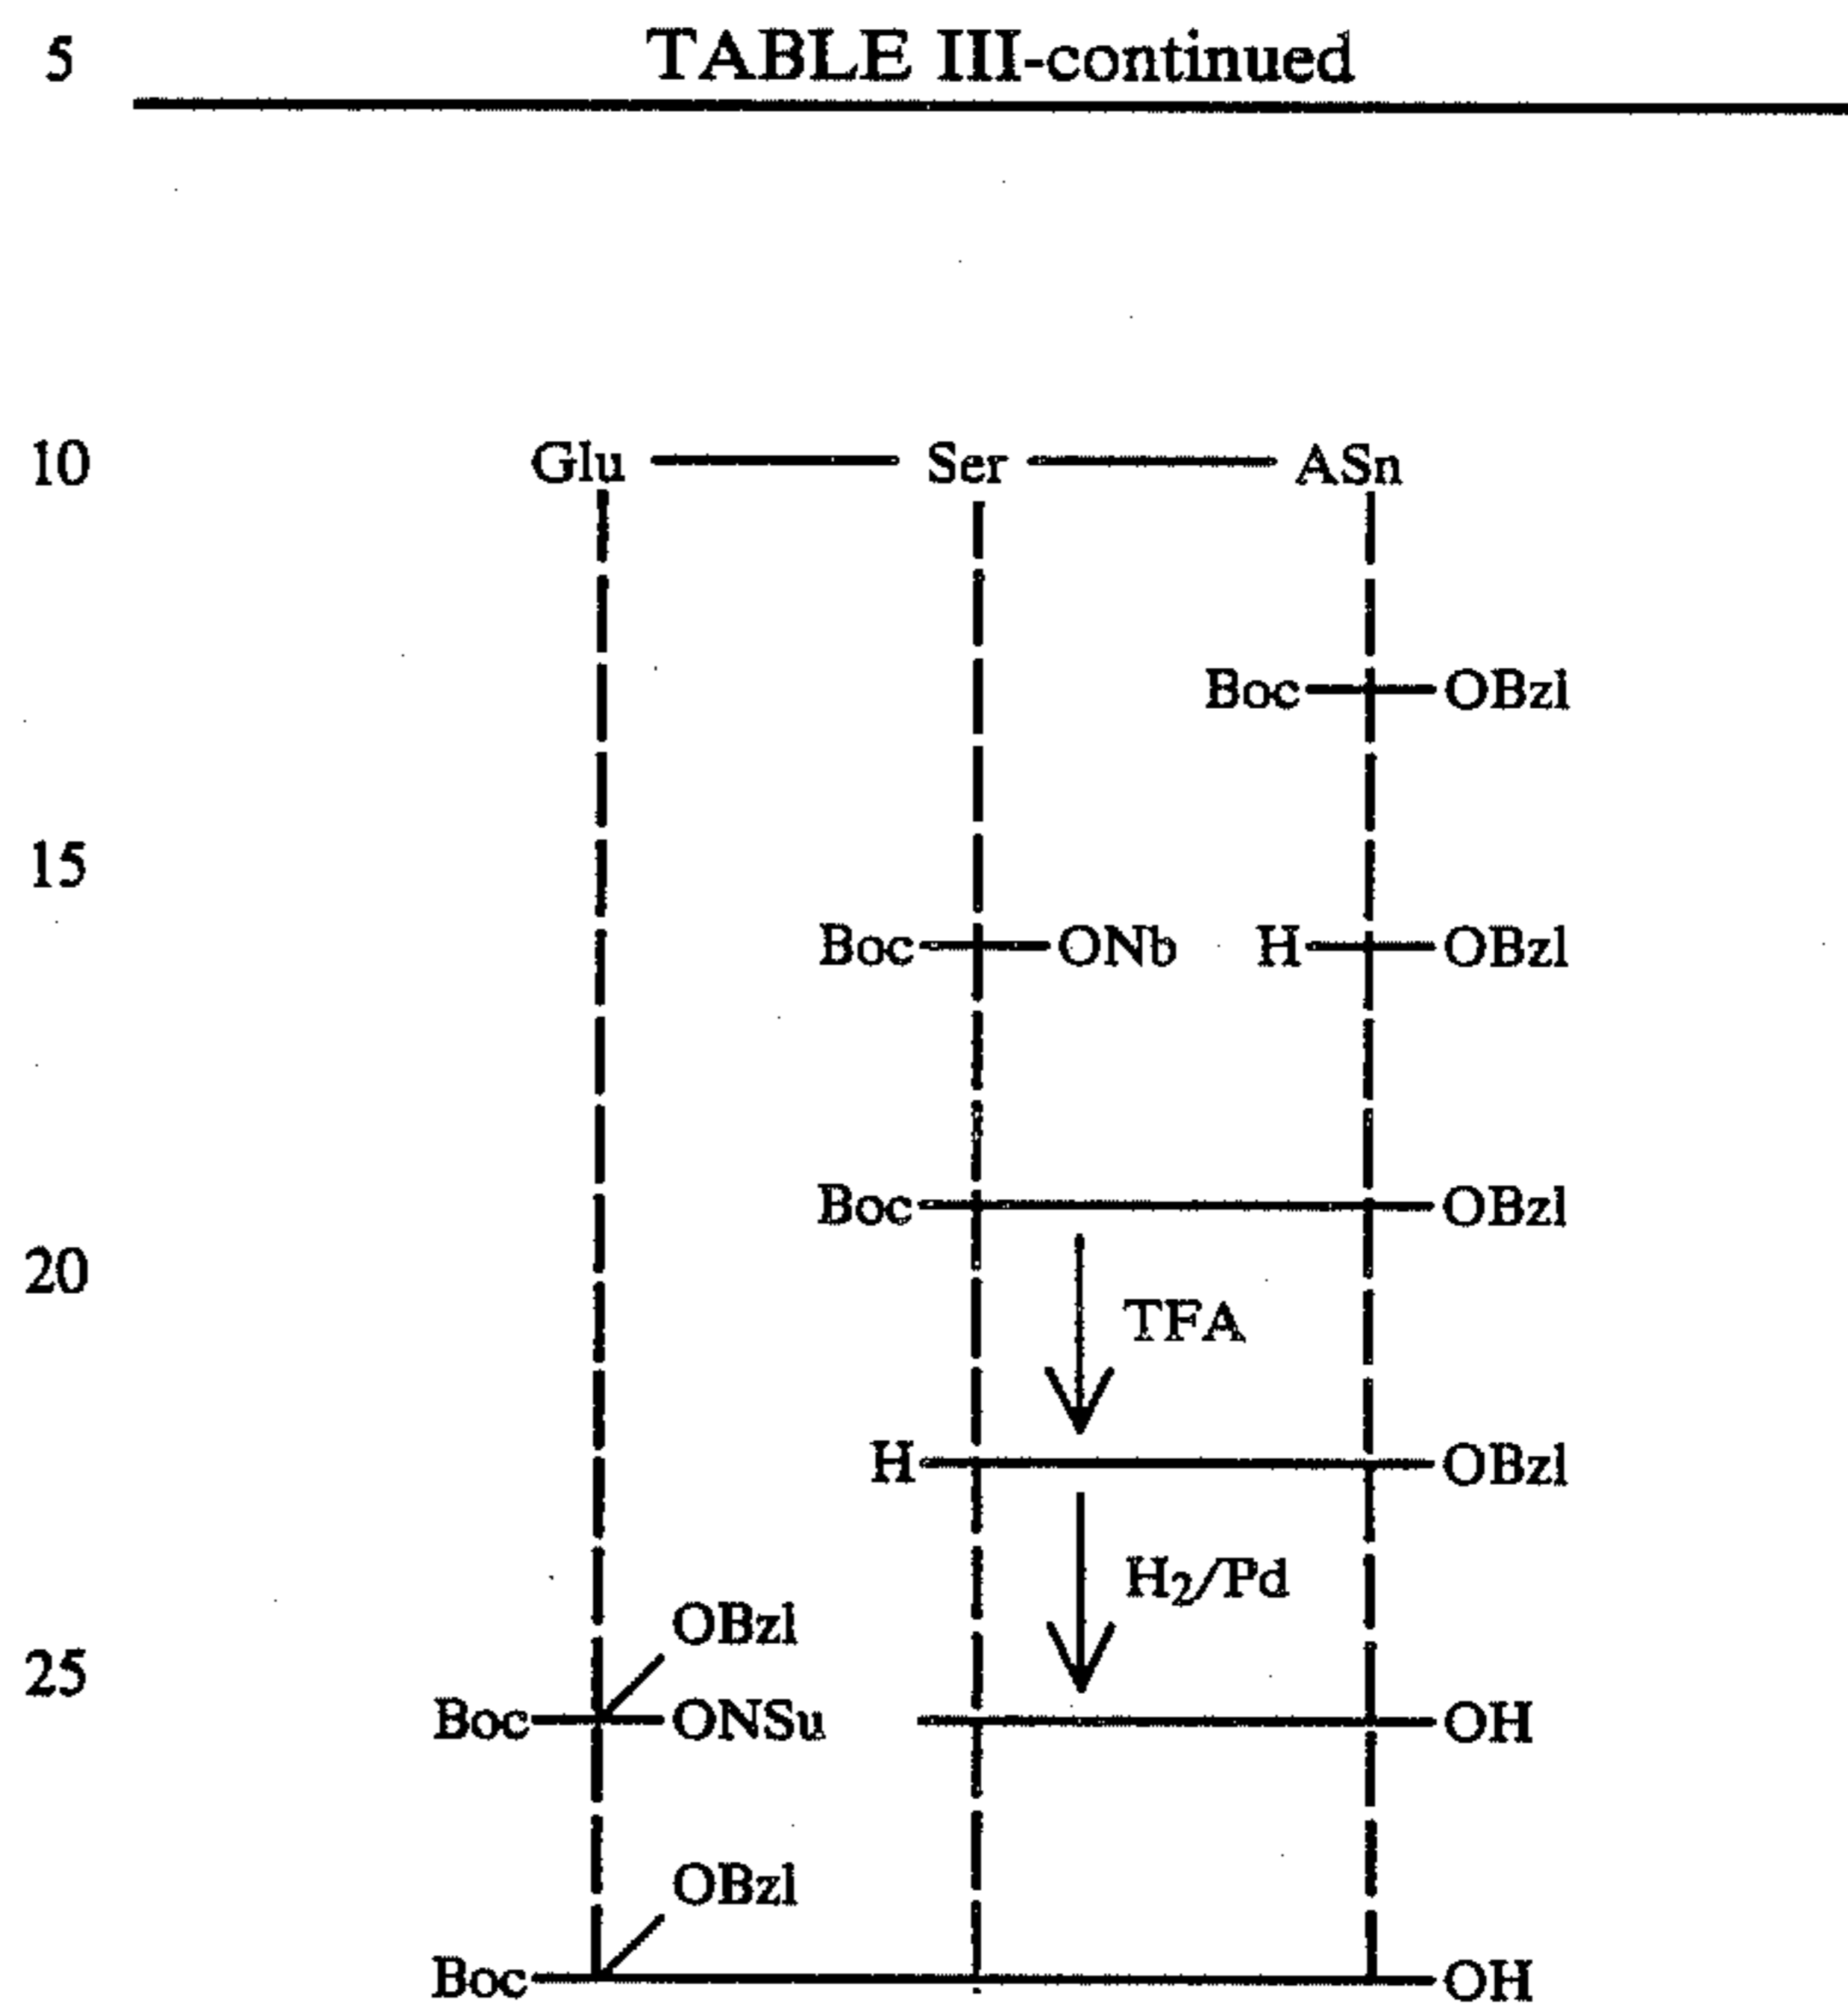 5 TABLE III-continued
10 Glu Ser ASn
Boc OBzl
15
Boc ONb H OBzl
Boc OBzl
20
TFA
H OBzl
H₂/Pd
OBzl
25
Boc ONSu OH
OBzl
Boc OH